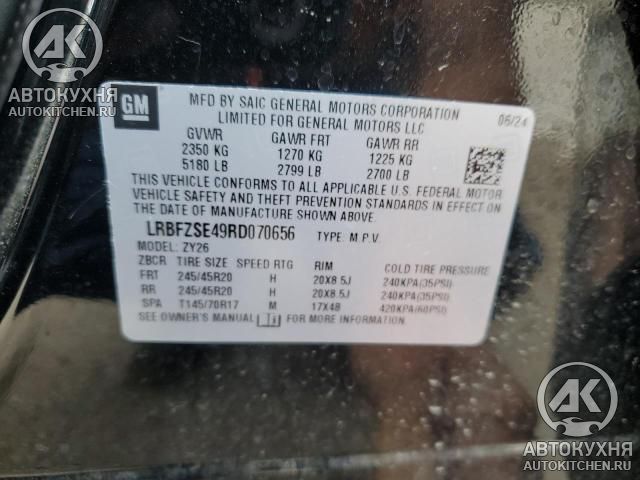 AK
АВТОКУХНЯ
AUTOKITCHEN.RU
GM
MFD BY SAIC GENERAL MOTORS CORPORATION
LIMITED FOR GENERAL MOTORS LLC
06/24
GVWR GAWR FRT GAWR RR
2350 KG 1270 KG 1225 KG
5180 LB 2799 LB 2700 LB
THIS VEHICLE CONFORMS TO ALL APPLICABLE U.S. FEDERAL MOTOR
VEHICLE SAFETY AND THEFT PREVENTION STANDARDS IN EFFECT ON
THE DATE OF MANUFACTURE SHOWN ABOVE.
LRBFZSE49RD070656 TYPE: M.P.V.
MODEL: ZY26
ZBCR TIRE SIZE SPEED RTG RIM COLD TIRE PRESSURE
FRT 245/45R20 H 20X8.5J 240KPA(35PSI)
RR 245/45R20 H 20X8.5J 240KPA(35PSI)
SPA T145/70R17 M 17X4B 420KPA(60PSI)
SEE OWNER'S MANUAL FOR MORE INFORMATION.
AK
АВТОКУХНЯ
AUTOKITCHEN.RU